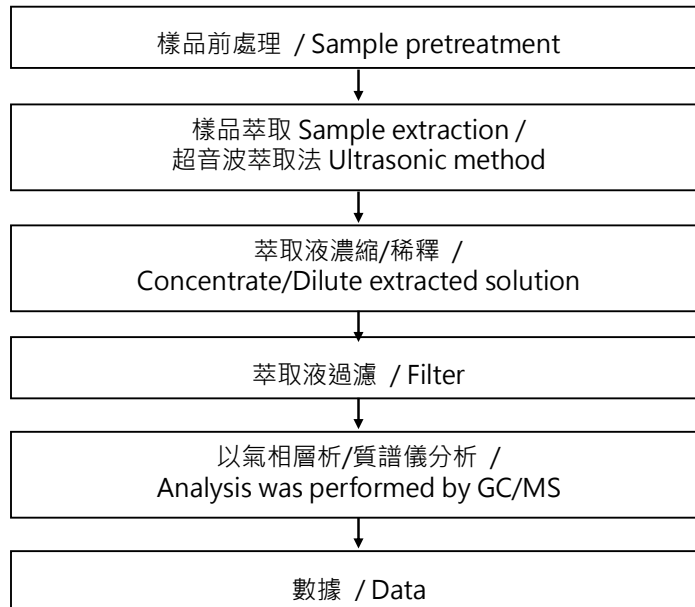 樣品前處理 / Sample pretreatment
樣品萃取 Sample extraction /
超音波萃取法 Ultrasonic method
萃取液濃縮/稀釋 /
Concentrate/Dilute extracted solution
萃取液過濾 / Filter
以氣相層析/質譜儀分析 /
Analysis was performed by GC/MS
數據 / Data